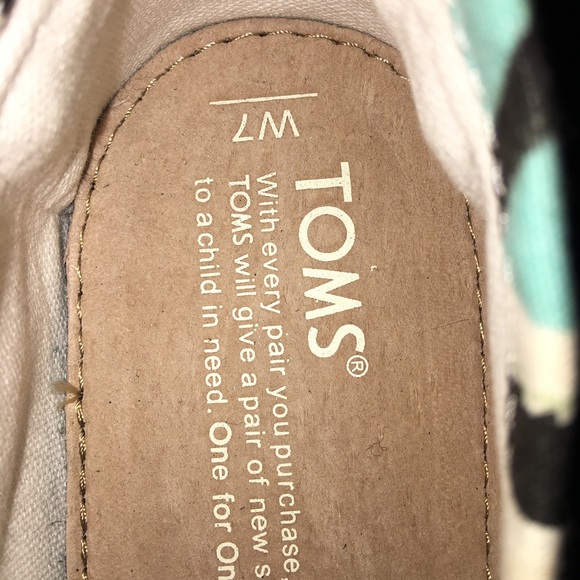 W7
TOMS®
With every pair you purchase,
TOMS will give a pair of new s
to a child in need. One for On